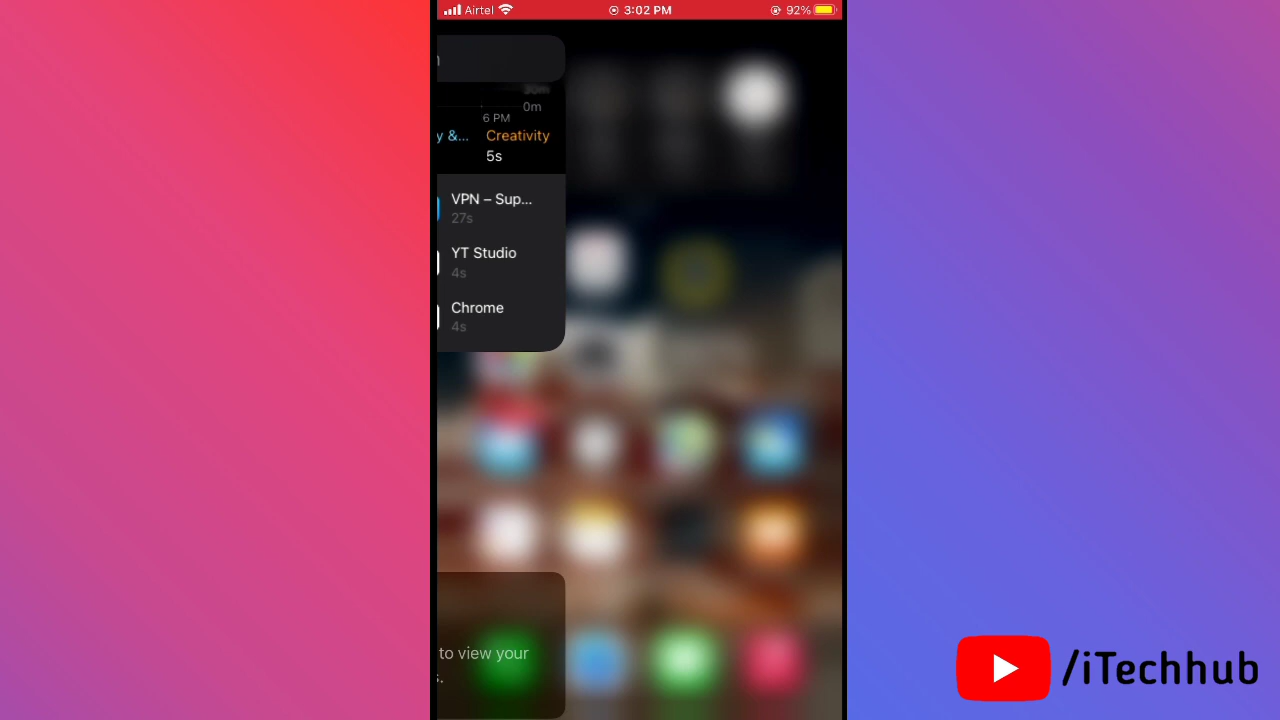 Airtel 3:02 PM 92%
0m
6 PM
y &... Creativity
5s
VPN – Sup...
27s
YT Studio
4s
Chrome
4s
to view your
s.
/iTechhub